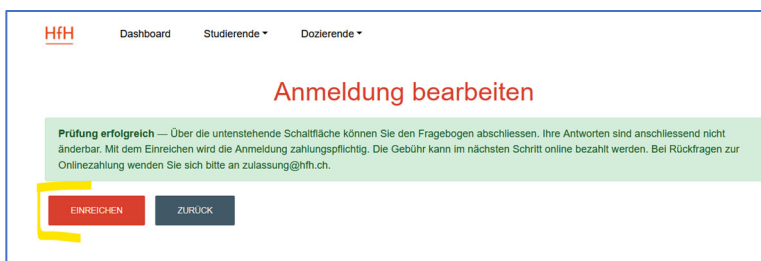 HfH Dashboard Studierende Dozierende
Anmeldung bearbeiten
Prüfung erfolgreich — Über die untenstehende Schaltfläche können Sie den Fragebogen abschliessen. Ihre Antworten sind anschliessend nicht
änderbar. Mit dem Einreichen wird die Anmeldung zahlungspflichtig. Die Gebühr kann im nächsten Schritt online bezahlt werden. Bei Rückfragen zur
Onlinezahlung wenden Sie sich bitte an zulassung@hfh.ch.
EINREICHEN ZURÜCK